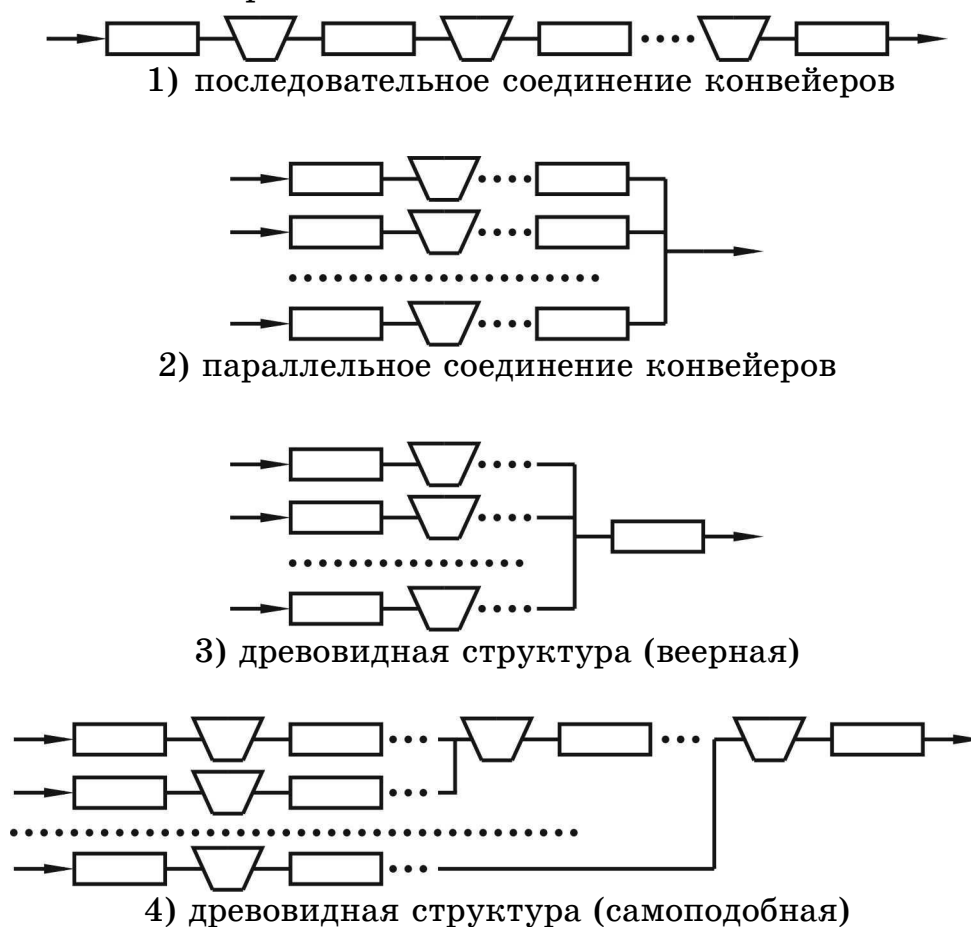 1) последовательное соединение конвейеров
2) параллельное соединение конвейеров
3) древовидная структура (веерная)
4) древовидная структура (самоподобная)